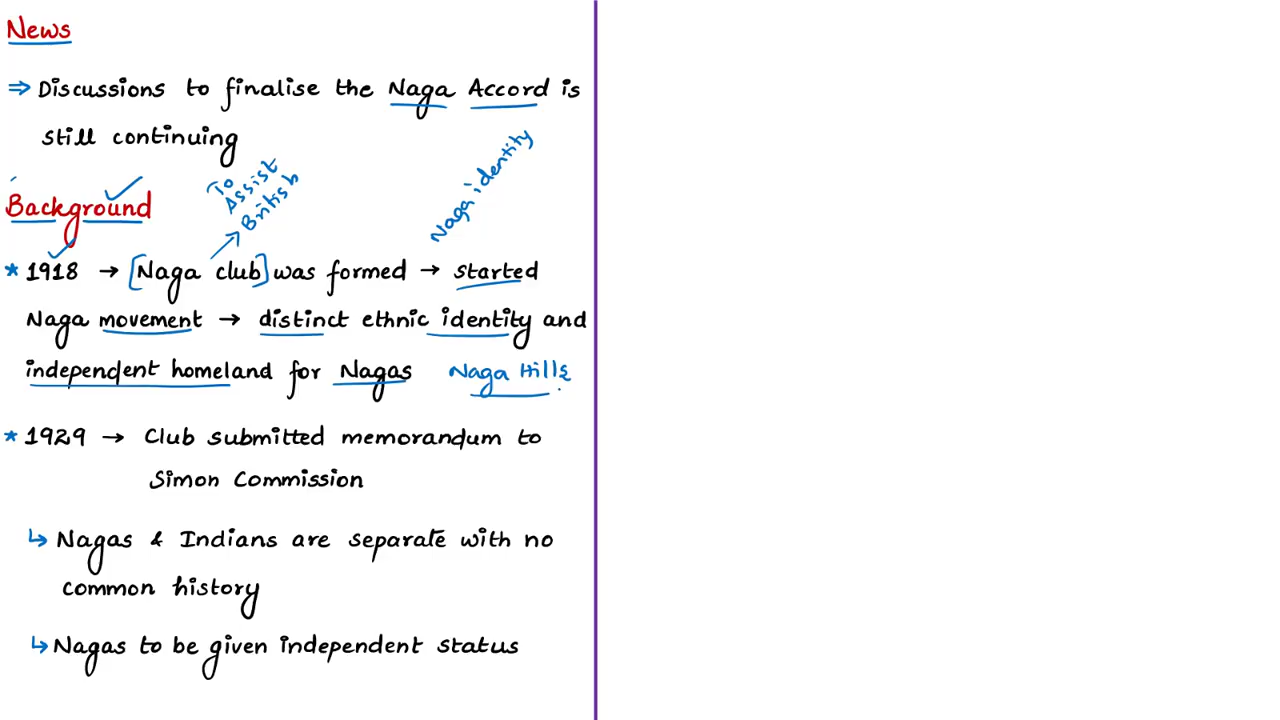 News
⇒ Discussions to finalise the Naga Accord is
still continuing
Naga identity
To
Assist
British
Background
* 1918 → [Naga club] was formed → started
Naga movement → distinct ethnic identity and
independent homeland for Nagas Naga Hills
* 1929 → Club submitted memorandum to
Simon Commission
↳ Nagas & Indians are separate with no
common history
↳ Nagas to be given independent status